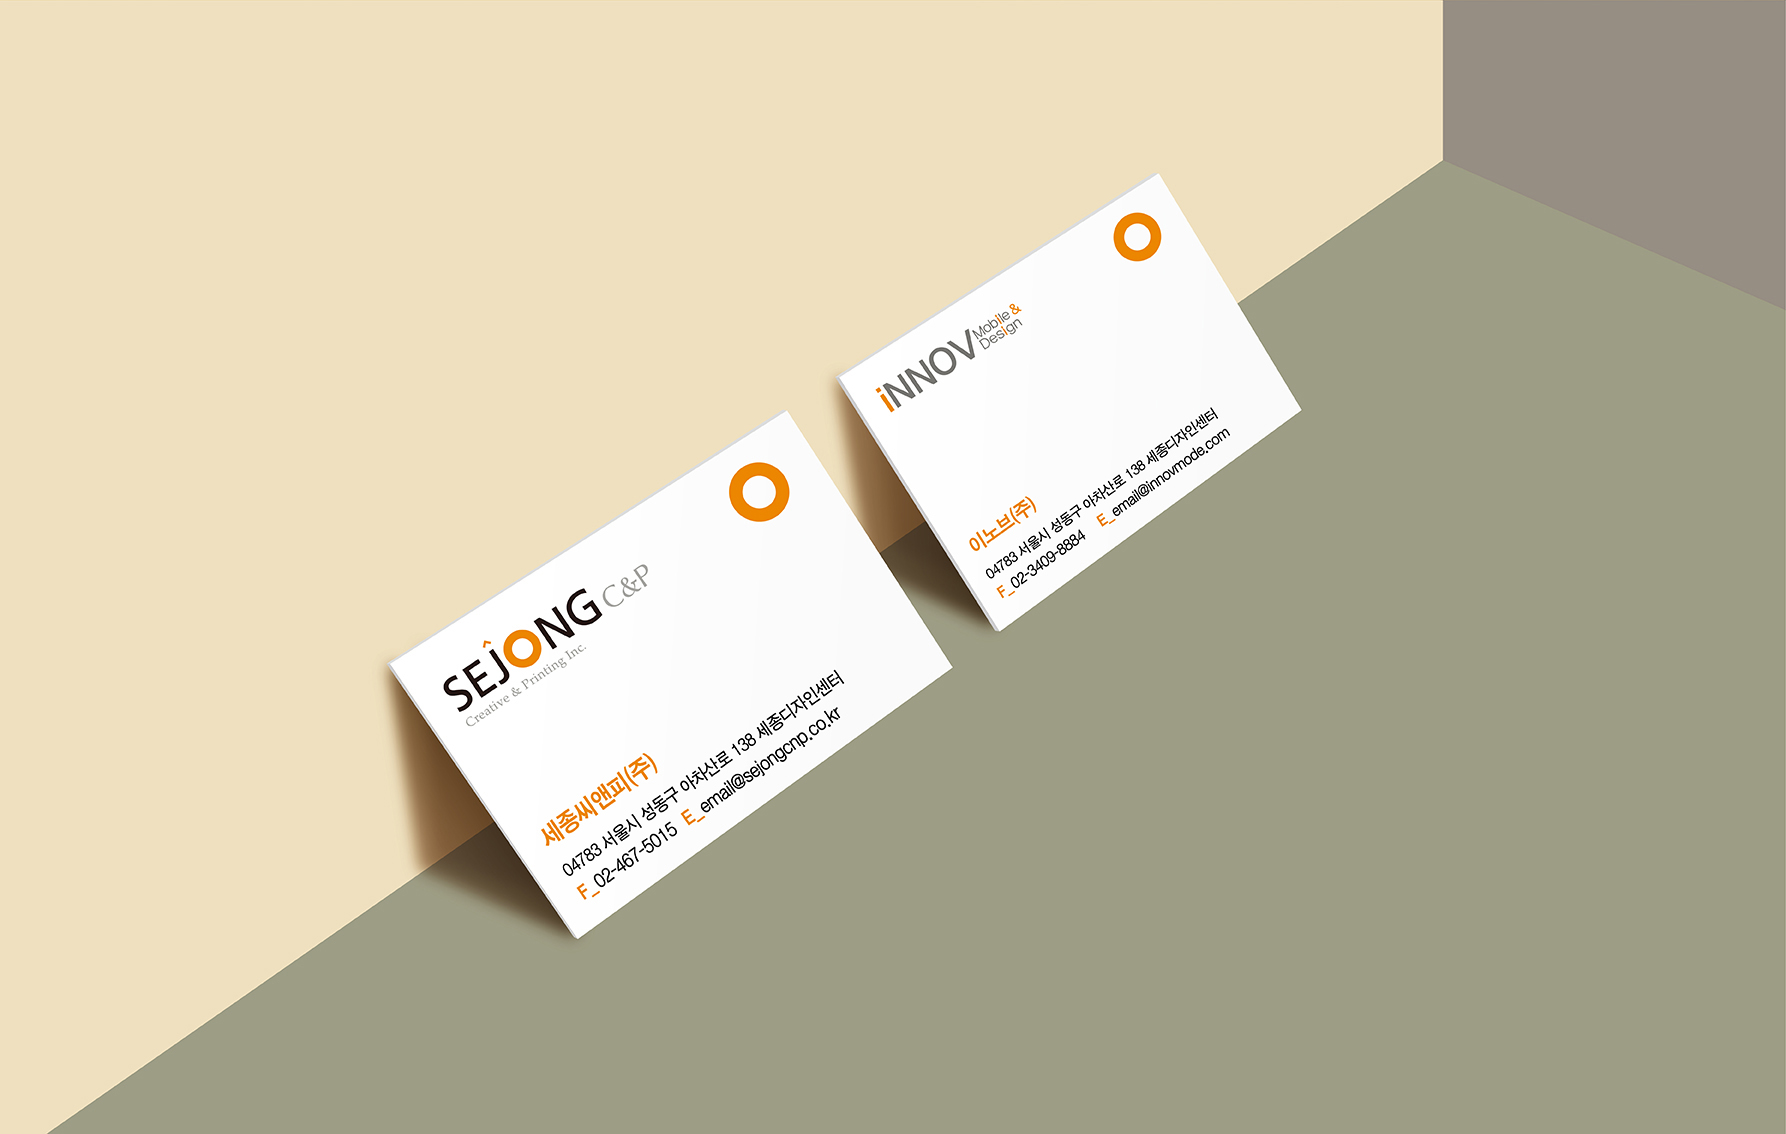 SEĵONG C&P
Creative & Printing Inc.
세종씨앤피(주)
04783 서울시 성동구 아차산로 138 세종디자인센터
F_02-467-5015 E_email@sejongcnp.co.kr
iNNOV Mobile &
Design
이노브(주)
04783 서울시 성동구 아차산로 138 세종디자인센터
F_02-3409-8884 E_email@innovmode.com